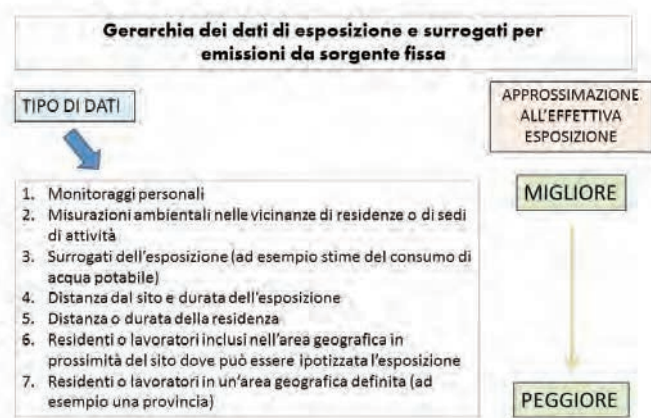 Gerarchia dei dati di esposizione e surrogati per
emissioni da sorgente fissa
TIPO DI DATI
APPROSSIMAZIONE
ALL'EFFETTIVA
ESPOSIZIONE
1. Monitoraggi personali
2. Misurazioni ambientali nelle vicinanze di residenze o di sedi
di attività
3. Surrogati dell'esposizione (ad esempio stime del consumo di
acqua potabile)
4. Distanza dal sito e durata dell'esposizione
5. Distanza o durata della residenza
6. Residenti o lavoratori inclusi nell'area geografica in
prossimità del sito dove può essere ipotizzata l'esposizione
7. Residenti o lavoratori in un'area geografica definita (ad
esempio una provincia)
MIGLIORE
PEGGIORE